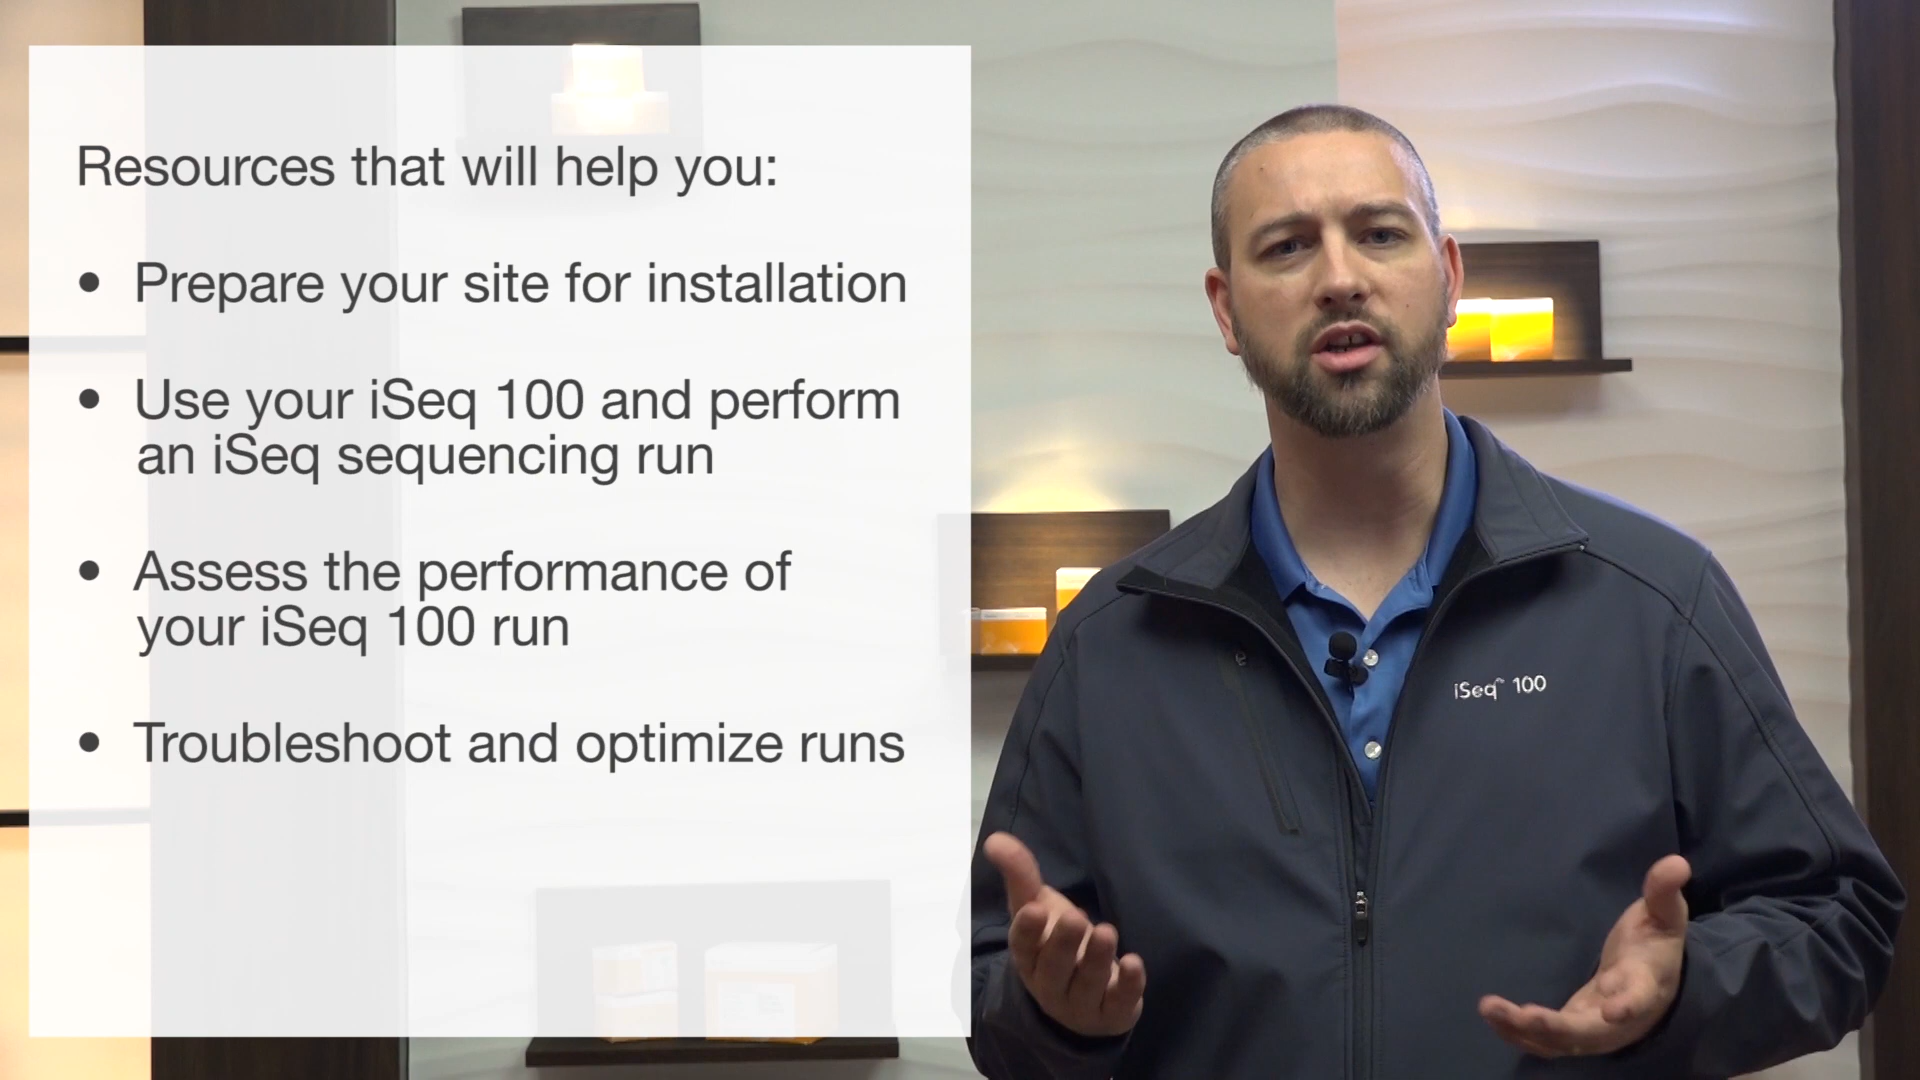 Resources that will help you:
• Prepare your site for installation
• Use your iSeq 100 and perform
an iSeq sequencing run
• Assess the performance of
your iSeq 100 run
• Troubleshoot and optimize runs
iSeq™ 100